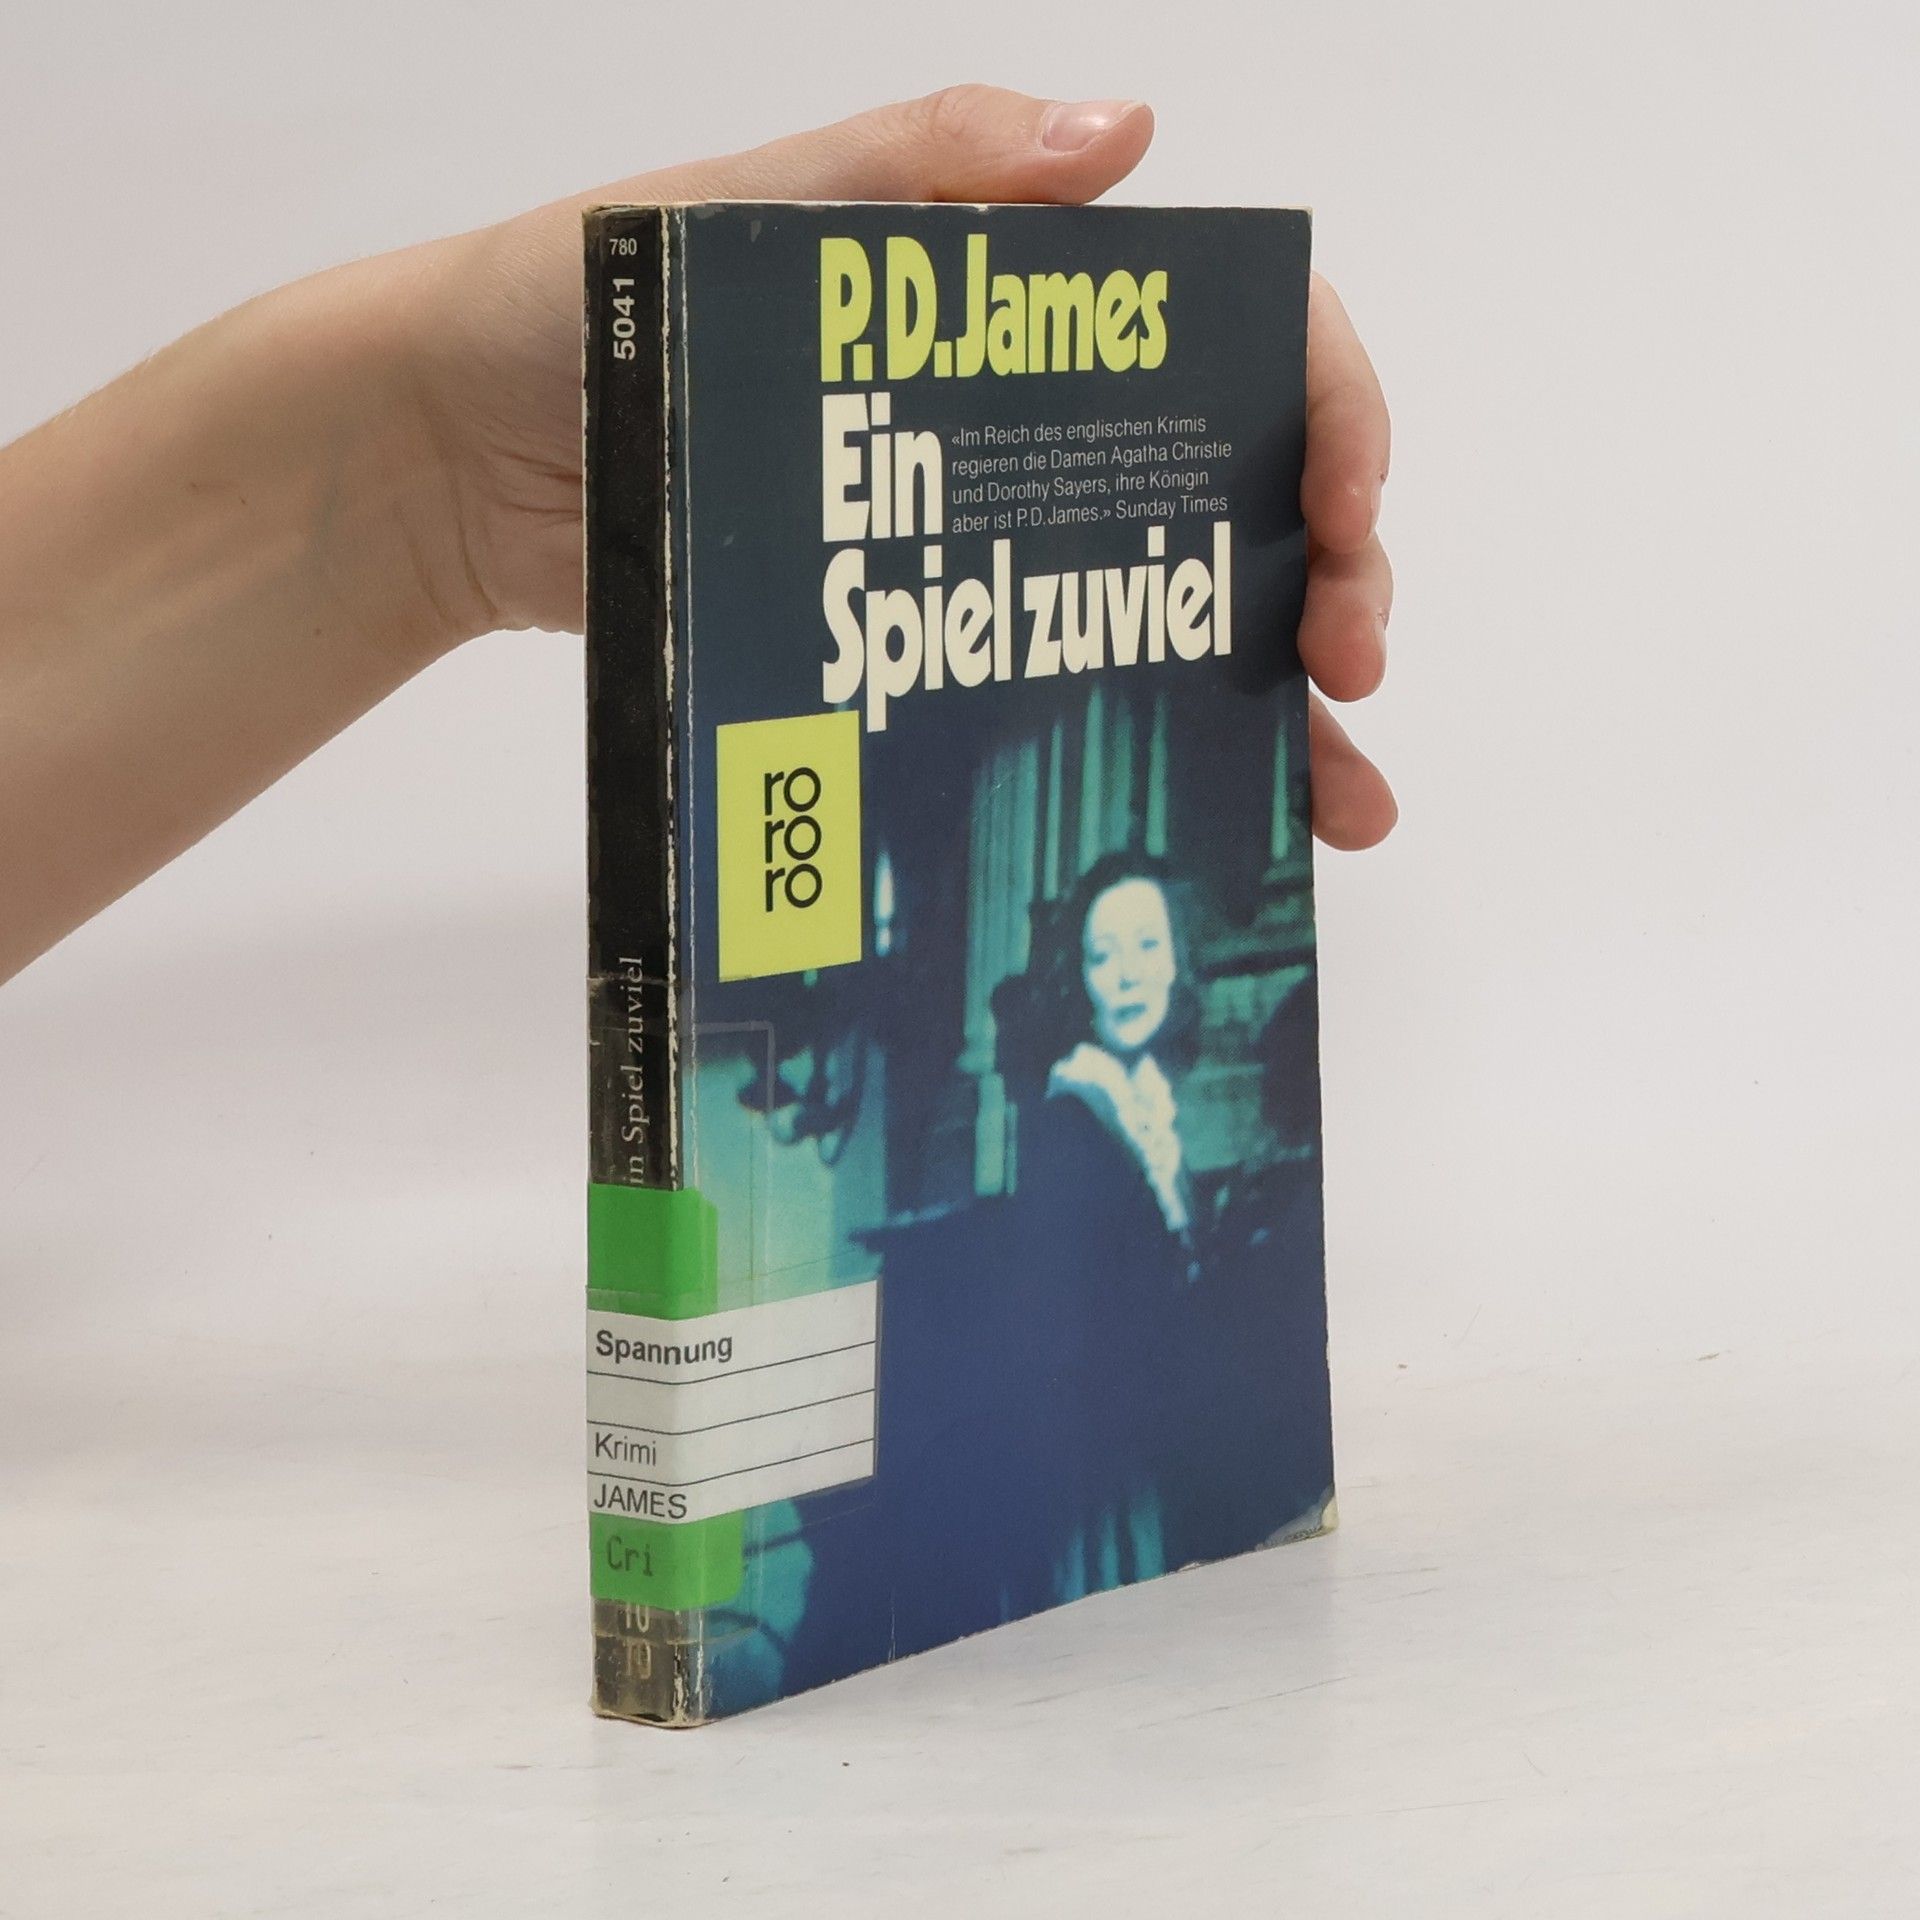 780
5041
in Spiel zuviel
P.D.James
Ein
Spiel zuviel
«Im Reich des englischen Krimis
regieren die Damen Agatha Christie
und Dorothy Sayers, ihre Königin
aber ist P.D.James.» Sunday Times
ro
ro
ro
Spannung
Krimi
JAMES
Cri